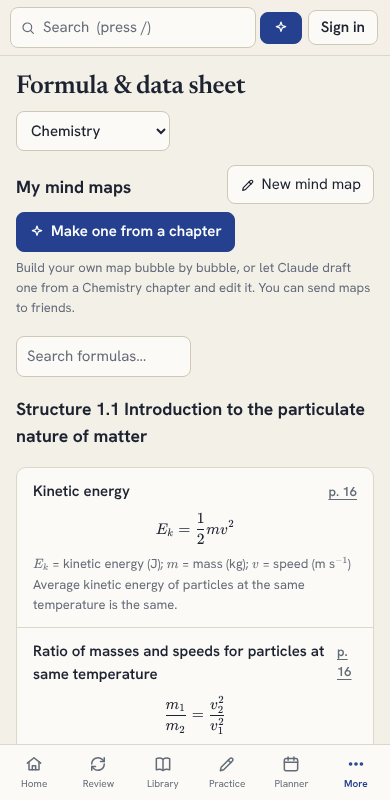 Search (press /)
Sign in
Formula & data sheet
Chemistry
My mind maps
New mind map
Make one from a chapter
Build your own map bubble by bubble, or let Claude draft
one from a Chemistry chapter and edit it. You can send maps
to friends.
Search formulas...
Structure 1.1 Introduction to the particulate
nature of matter
Kinetic energy p. 16
E_k = \frac{1}{2}mv^2
E_k = kinetic energy (J); m = mass (kg); v = speed (m s^{-1})
Average kinetic energy of particles at the same
temperature is the same.
Ratio of masses and speeds for particles at p.
same temperature 16
\frac{m_1}{m_2} = \frac{v_2^2}{v_1^2}
Home Review Library Practice Planner More